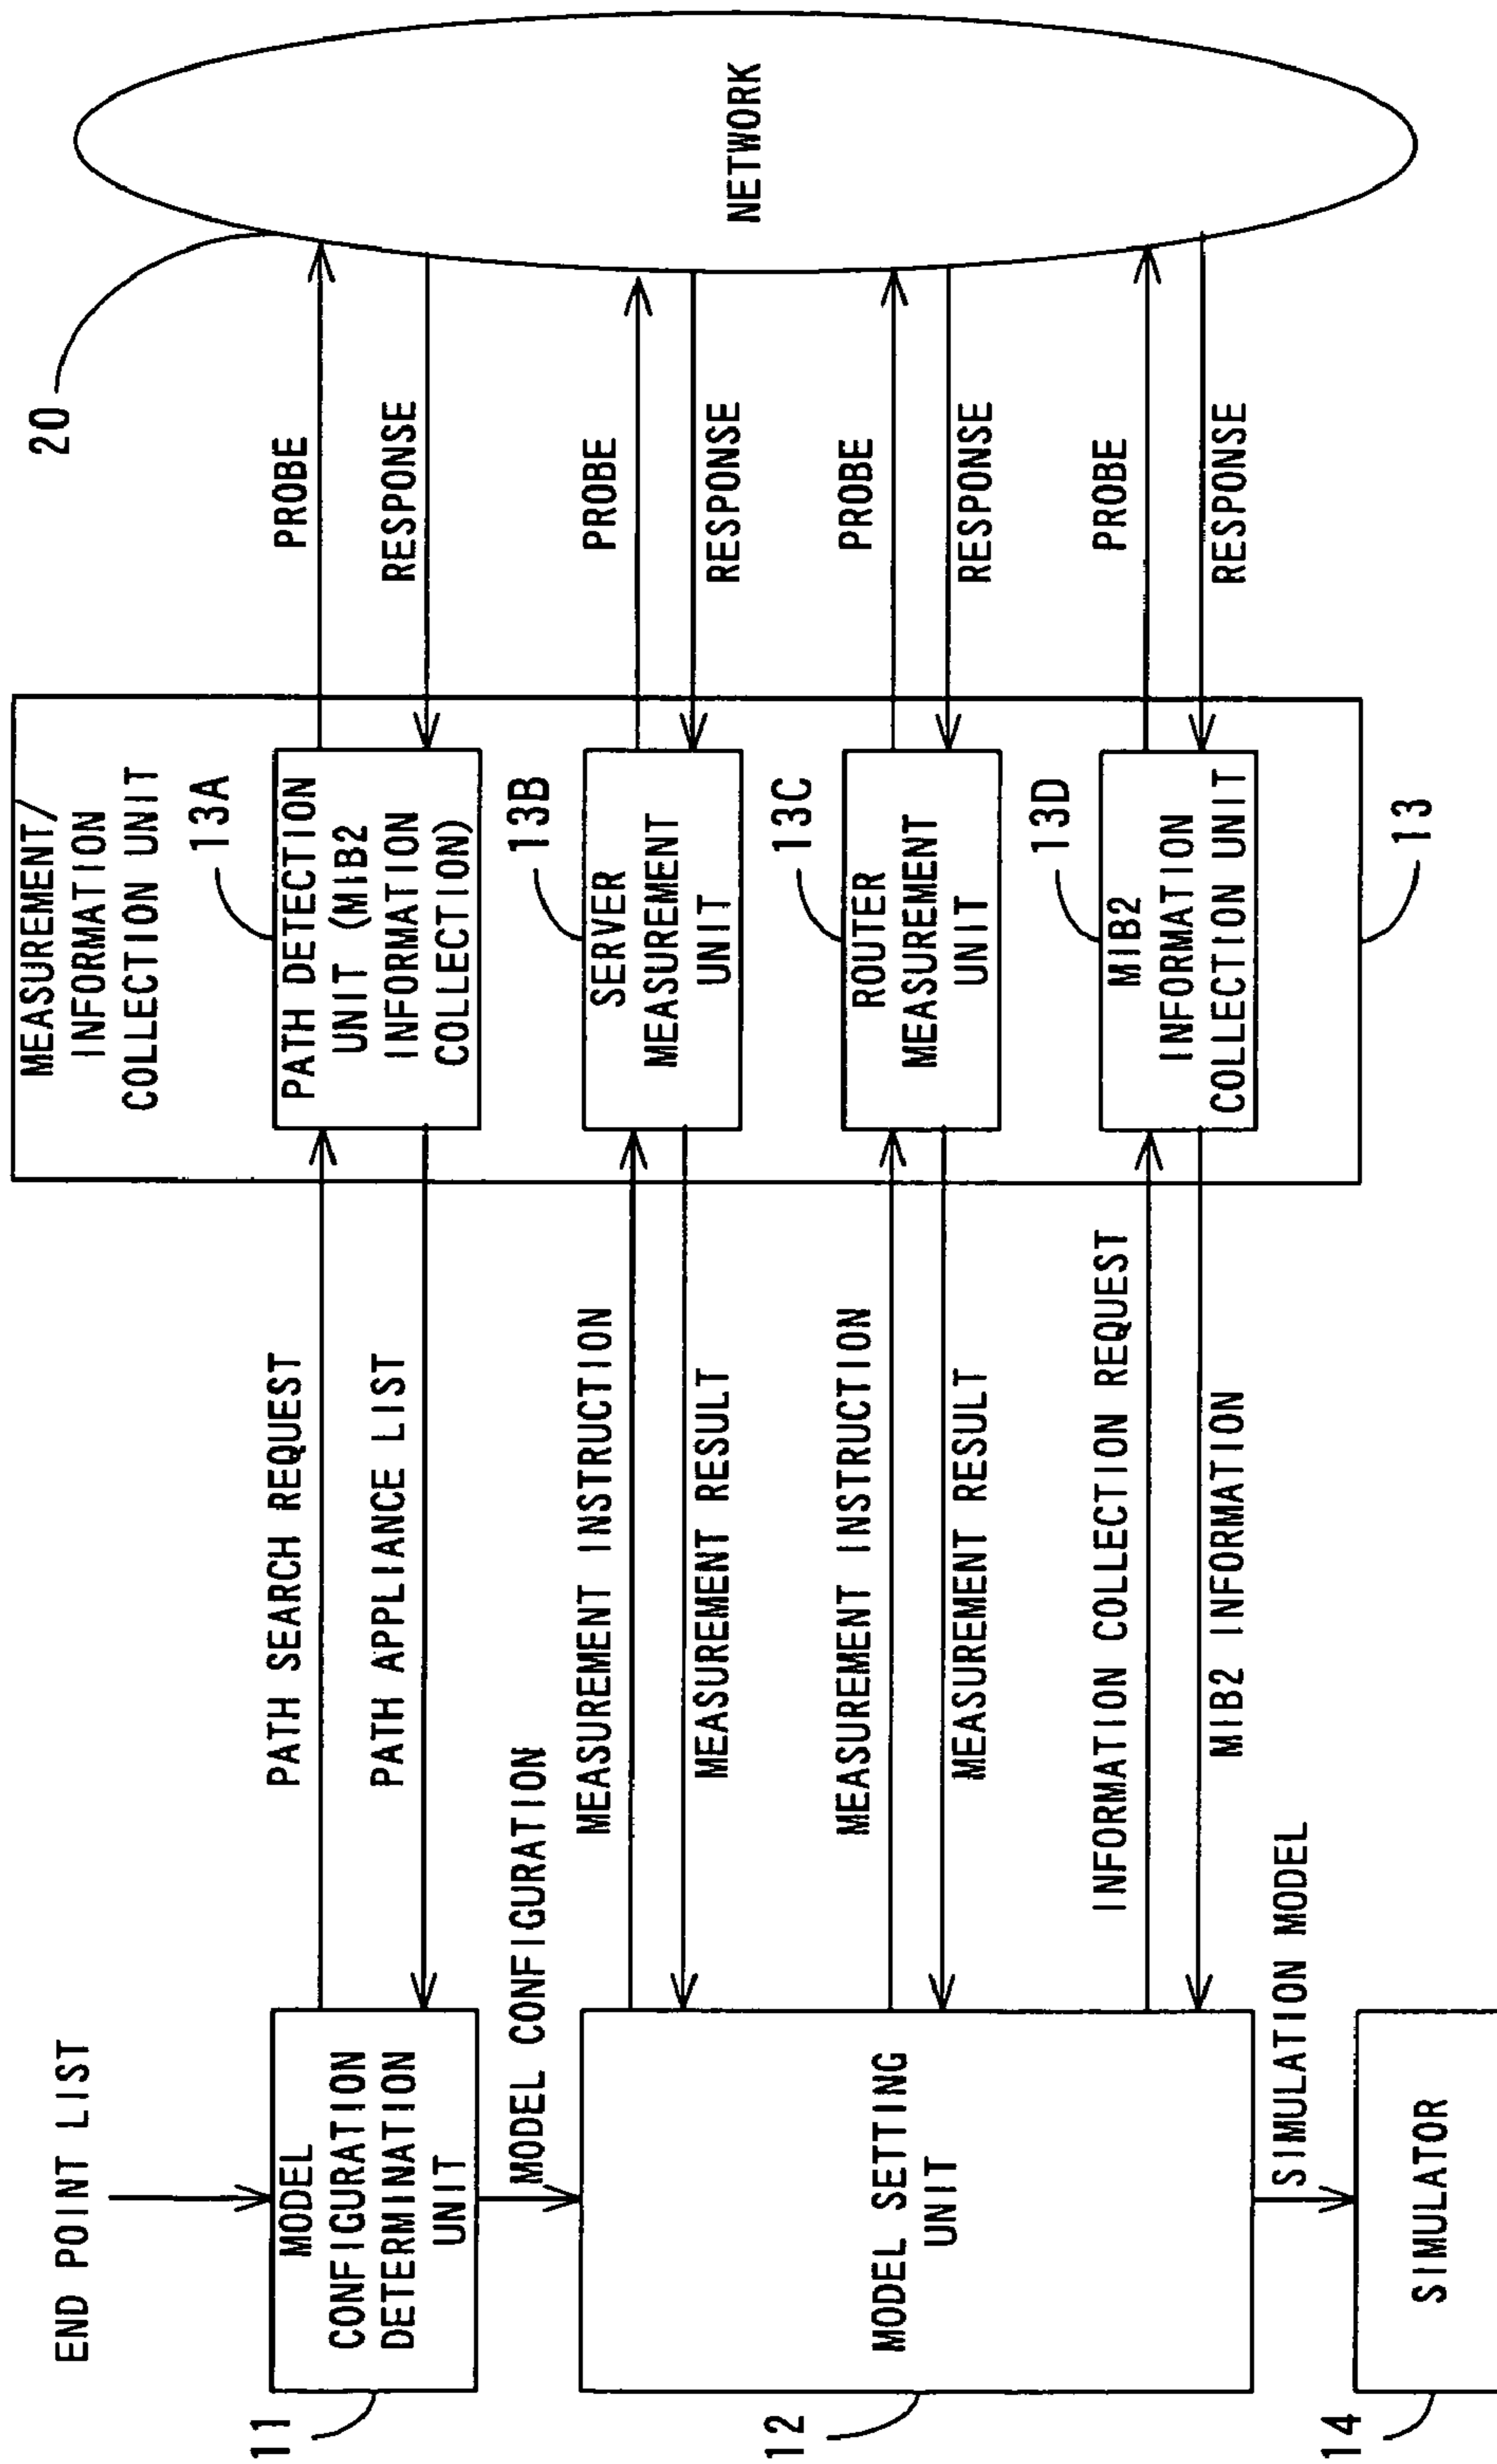 END POINT LIST
11
MODEL
CONFIGURATION
DETERMINATION
UNIT
MODEL CONFIGURATION
12
MODEL SETTING
UNIT
SIMULATION MODEL
14
SIMULATOR
PATH SEARCH REQUEST
PATH APPLIANCE LIST
MEASUREMENT INSTRUCTION
MEASUREMENT RESULT
MEASUREMENT INSTRUCTION
MEASUREMENT RESULT
INFORMATION COLLECTION REQUEST
MIB2 INFORMATION
MEASUREMENT/
INFORMATION
COLLECTION UNIT
13A
PATH DETECTION
UNIT (MIB2
INFORMATION
COLLECTION)
13B
SERVER
MEASUREMENT
UNIT
13C
ROUTER
MEASUREMENT
UNIT
13D
MIB2
INFORMATION
COLLECTION UNIT
13
PROBE
RESPONSE
PROBE
RESPONSE
PROBE
RESPONSE
PROBE
RESPONSE
20
NETWORK